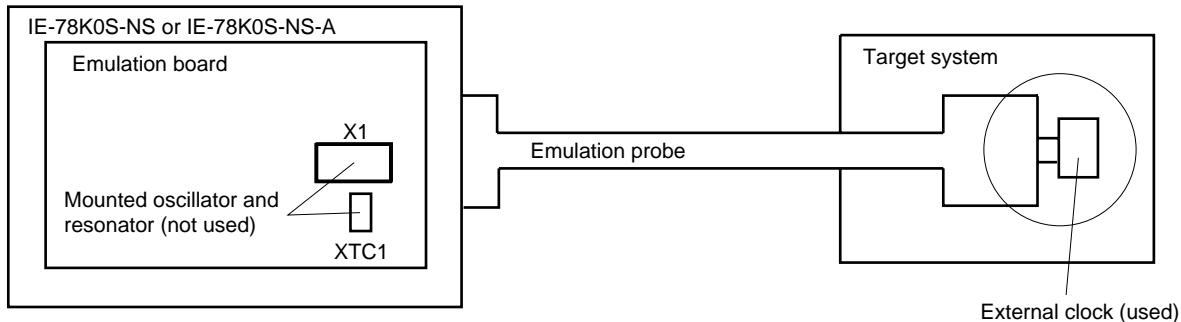 IE-78K0S-NS or IE-78K0S-NS-A
Emulation board
X1
Mounted oscillator and
resonator (not used)
XTC1
Emulation probe
Target system
External clock (used)